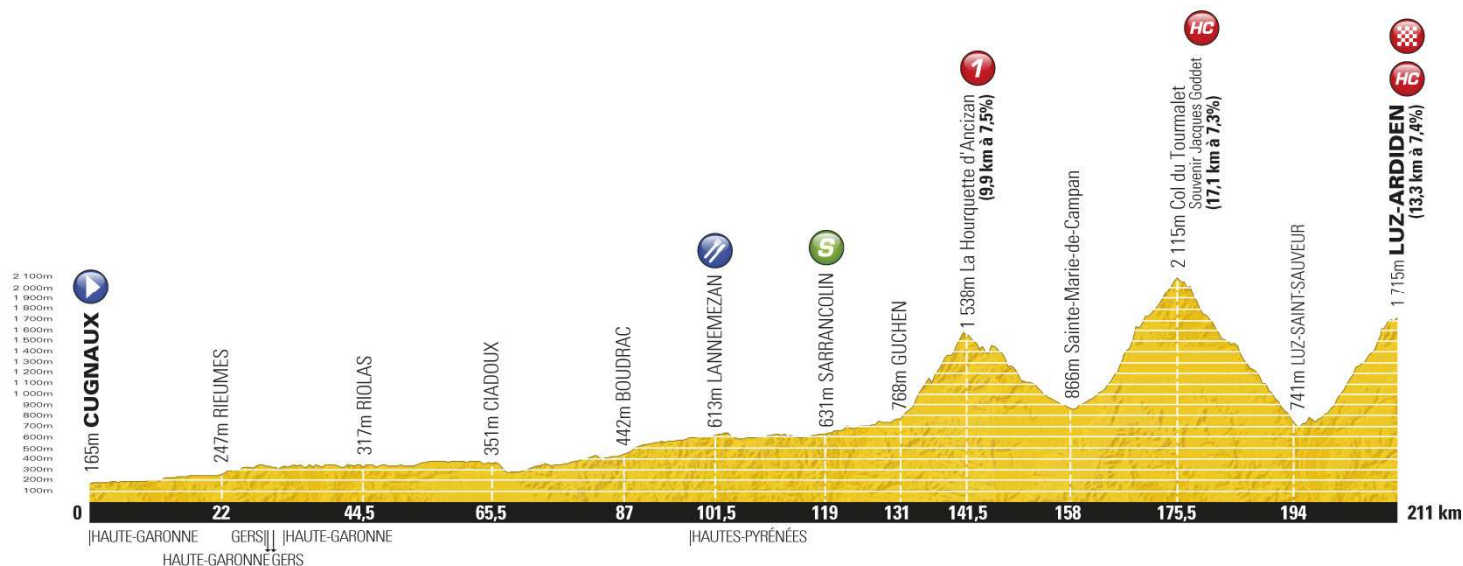 HC
1
HC
S
2 100m
2 000m
1 900m
1 800m
1 700m
1 600m
1 500m
1 400m
1 300m
1 200m
1 100m
1 000m
900m
800m
700m
600m
500m
400m
300m
200m
100m
165m CUGNAUX
247m RIEUMES
317m RIOLAS
351m CIADOUX
442m BOUDRAC
613m LANNEMEZAN
631m SARRANCOLIN
768m GUCHEN
1 538m La Hourquette d'Ancizan
(9,9 km à 7,5%)
866m Sainte-Marie-de-Campan
2 115m Col du Tourmalet
Souvenir Jacques Goddet
(17,1 km à 7,3%)
741m LUZ-SAINT-SAUVEUR
1 715m LUZ-ARDIDEN
(13,3 km à 7,4%)
0 22 44,5 65,5 87 101,5 119 131 141,5 158 175,5 194 211 km
HAUTE-GARONNE GERS HAUTE-GARONNE HAUTES-PYRÉNÉES
HAUTE-GARONNE GERS